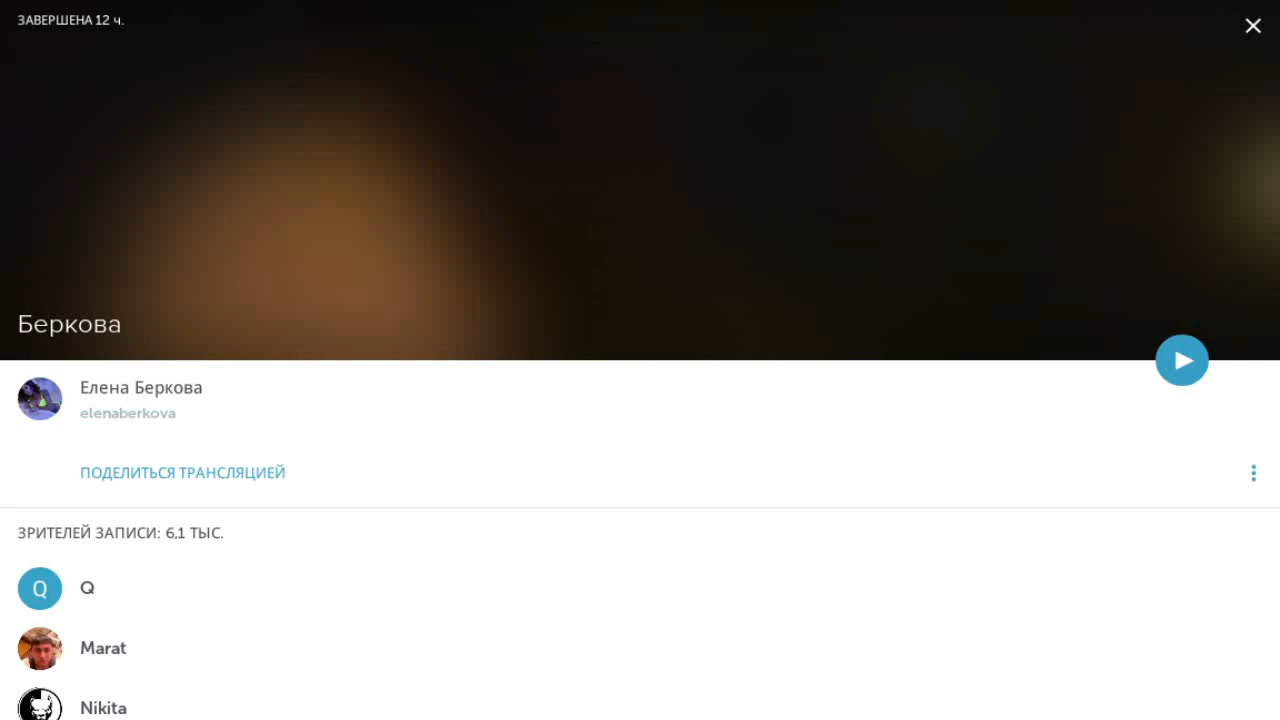 ЗАВЕРШЕНА 12 ч.
Беркова
Елена Беркова
elenaberkova
ПОДЕЛИТЬСЯ ТРАНСЛЯЦИЕЙ
ЗРИТЕЛЕЙ ЗАПИСИ: 6,1 ТЫС.
Q Q
Marat
Nikita